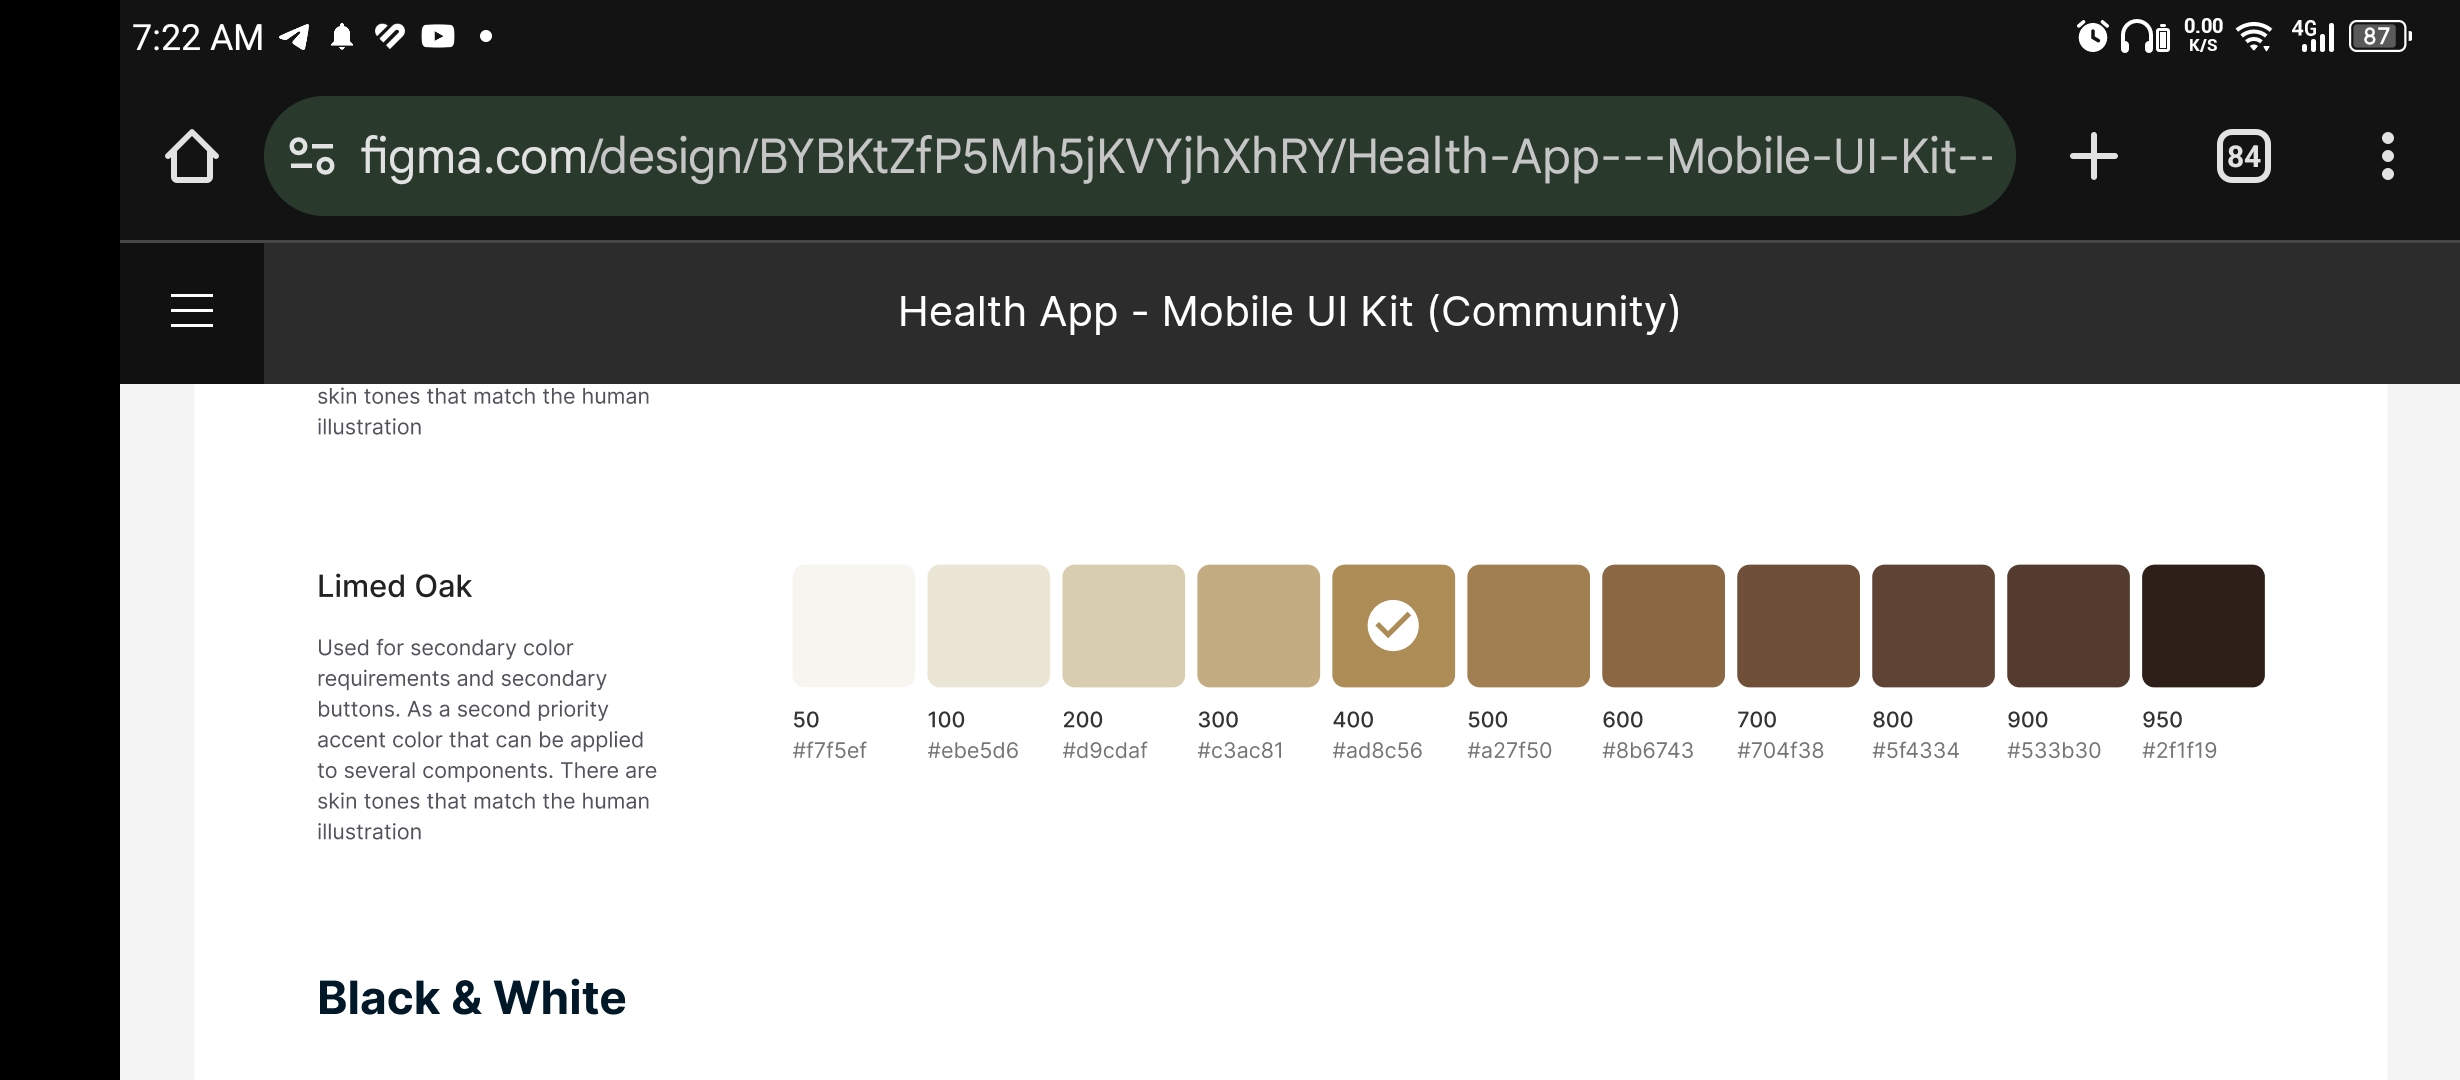 7:22 AM
0.00
K/S
4G
87
figma.com/design/BYBKtZfP5Mh5jKVYjhXhRY/Health-App---Mobile-UI-Kit--
84
Health App - Mobile UI Kit (Community)
skin tones that match the human
illustration
Limed Oak
Used for secondary color
requirements and secondary
buttons. As a second priority
accent color that can be applied
to several components. There are
skin tones that match the human
illustration
50 100 200 300 400 500 600 700 800 900 950
#f7f5ef #ebe5d6 #d9cdaf #c3ac81 #ad8c56 #a27f50 #8b6743 #704f38 #5f4334 #533b30 #2f1f19
Black & White